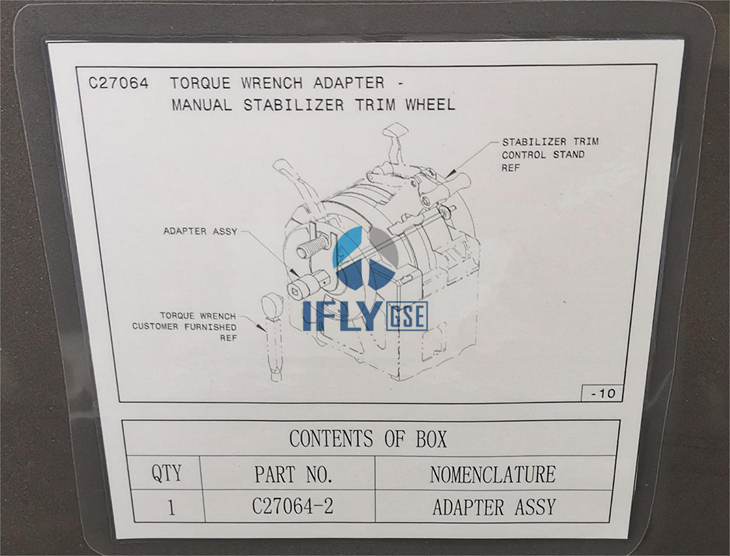 C27064 TORQUE WRENCH ADAPTER -
MANUAL STABILIZER TRIM WHEEL
STABILIZER TRIM
CONTROL STAND
REF
ADAPTER ASSY
TORQUE WRENCH
CUSTOMER FURNISHED
REF
IFLY GSE
-10
CONTENTS OF BOX
QTY PART NO. NOMENCLATURE
1 C27064-2 ADAPTER ASSY